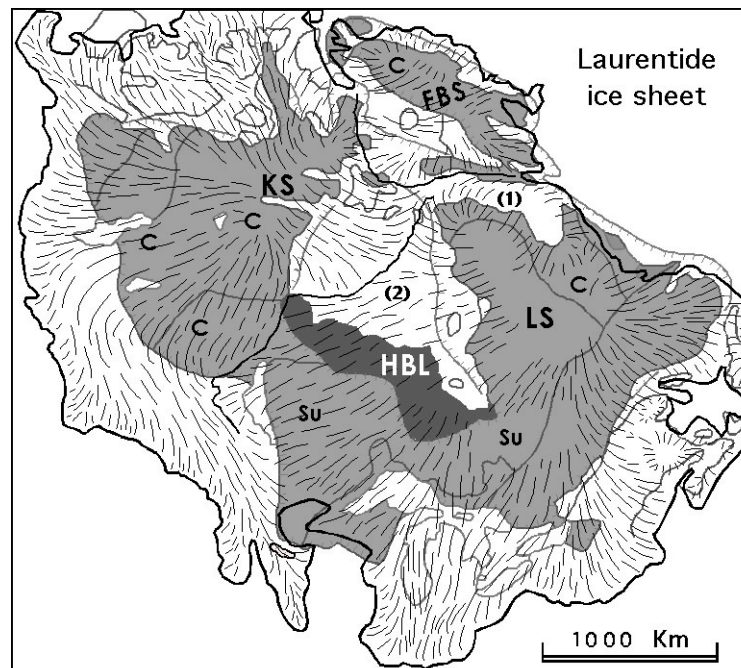 Laurentide
ice sheet
C
FBS
KS
(1)
C
C
C
LS
(2)
C
HBL
Su
Su
1000 Km